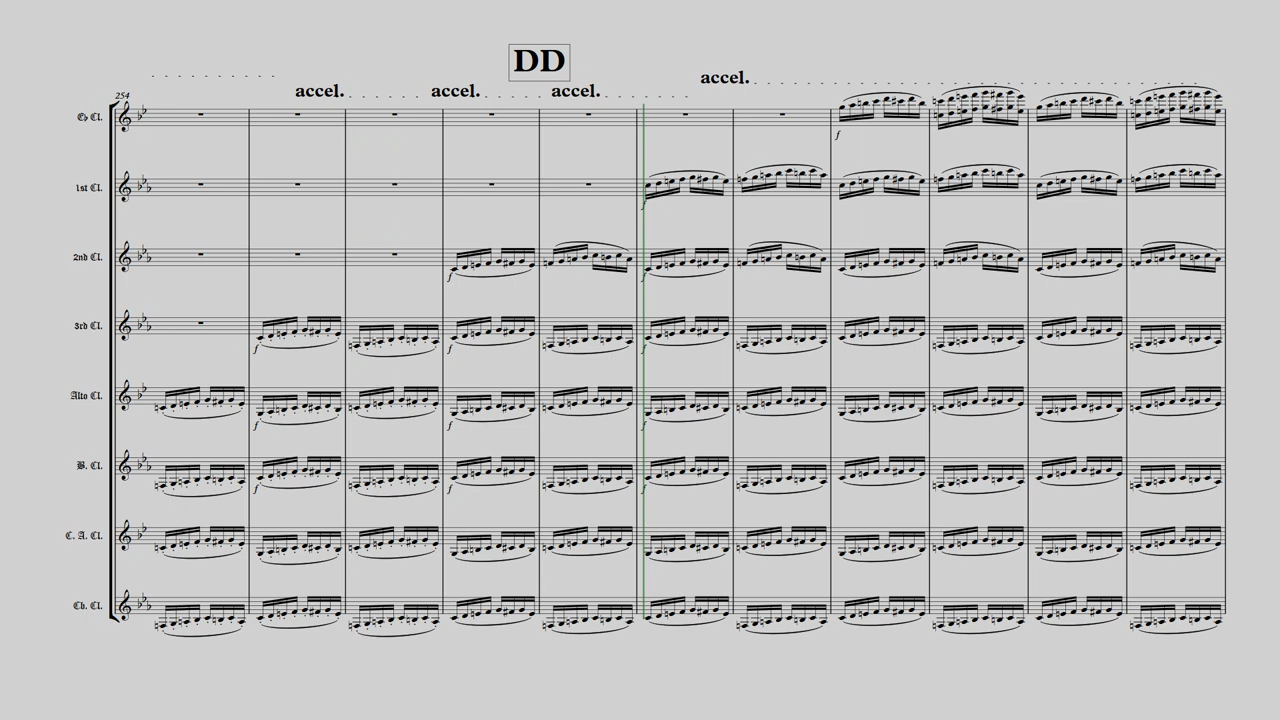 DD
accel.
accel. accel. accel.
254
E♭ Cl.
f
1st Cl.
f
2nd Cl.
f f
3rd Cl.
f f f
Alto Cl.
f f f
B. Cl.
f f f
C. A. Cl.
Cb. Cl.